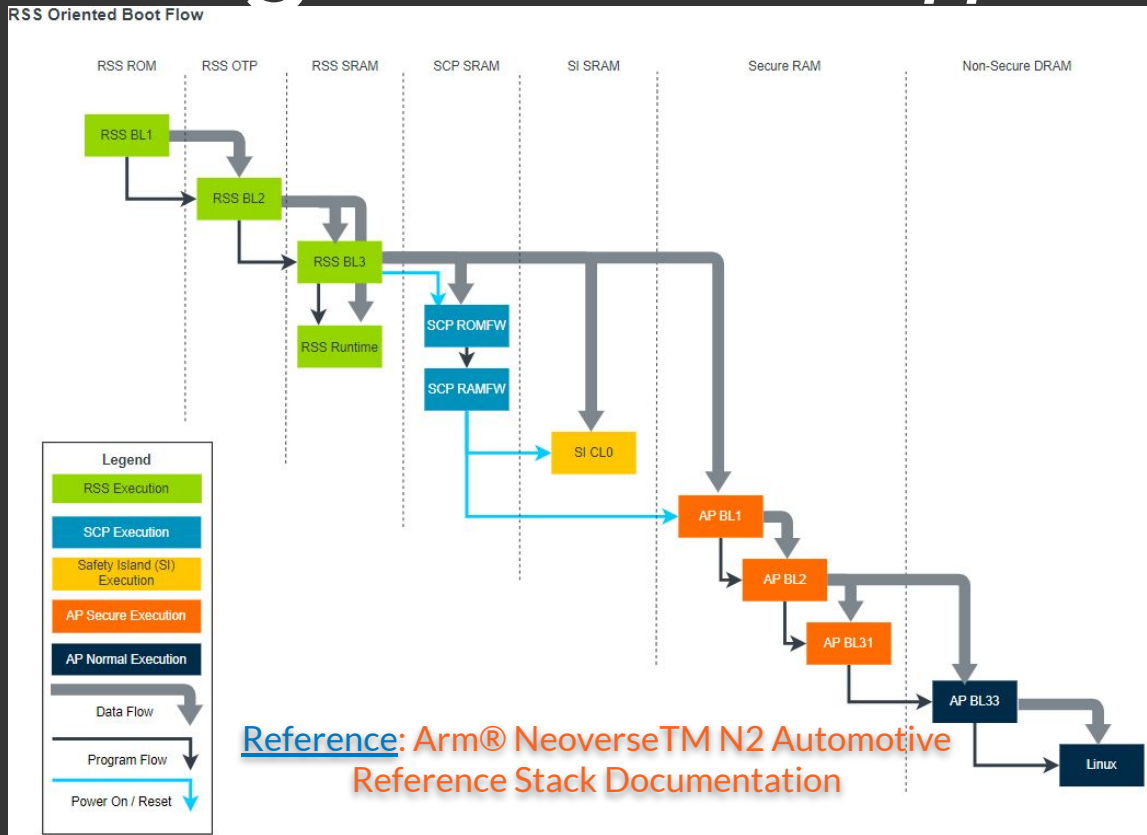 RSS Oriented Boot Flow
RSS ROM
RSS OTP
RSS SRAM
SCP SRAM
SI SRAM
Secure RAM
Non-Secure DRAM
RSS BL1
RSS BL2
RSS BL3
RSS Runtime
SCP ROMFW
SCP RAMFW
SI CL0
AP BL1
AP BL2
AP BL31
AP BL33
Linux
Legend
RSS Execution
SCP Execution
Safety Island (SI)
Execution
AP Secure Execution
AP Normal Execution
Data Flow
Program Flow
Power On / Reset
Reference: Arm® NeoverseTM N2 Automotive
Reference Stack Documentation